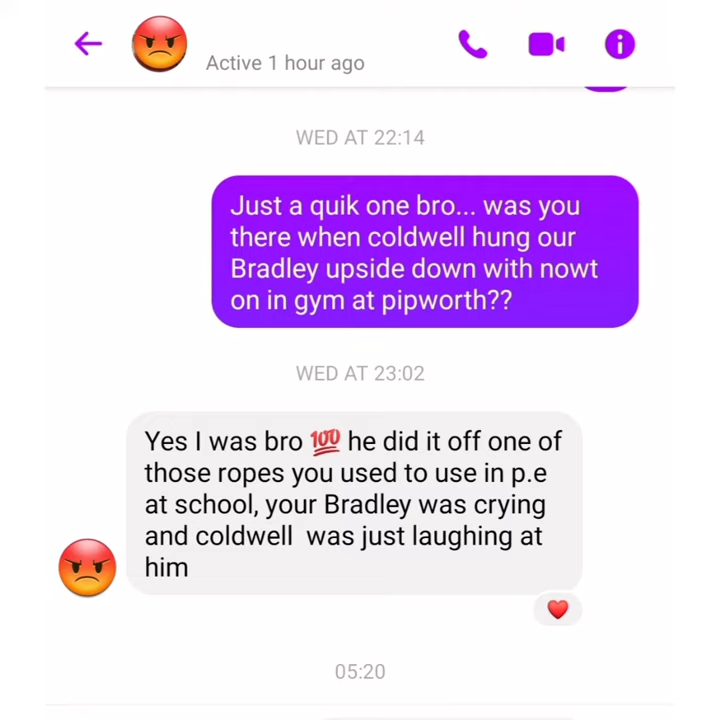 Active 1 hour ago
WED AT 22:14
Just a quik one bro... was you
there when coldwell hung our
Bradley upside down with nowt
on in gym at pipworth??
WED AT 23:02
Yes I was bro 💯 he did it off one of
those ropes you used to use in p.e
at school, your Bradley was crying
and coldwell was just laughing at
him
05:20